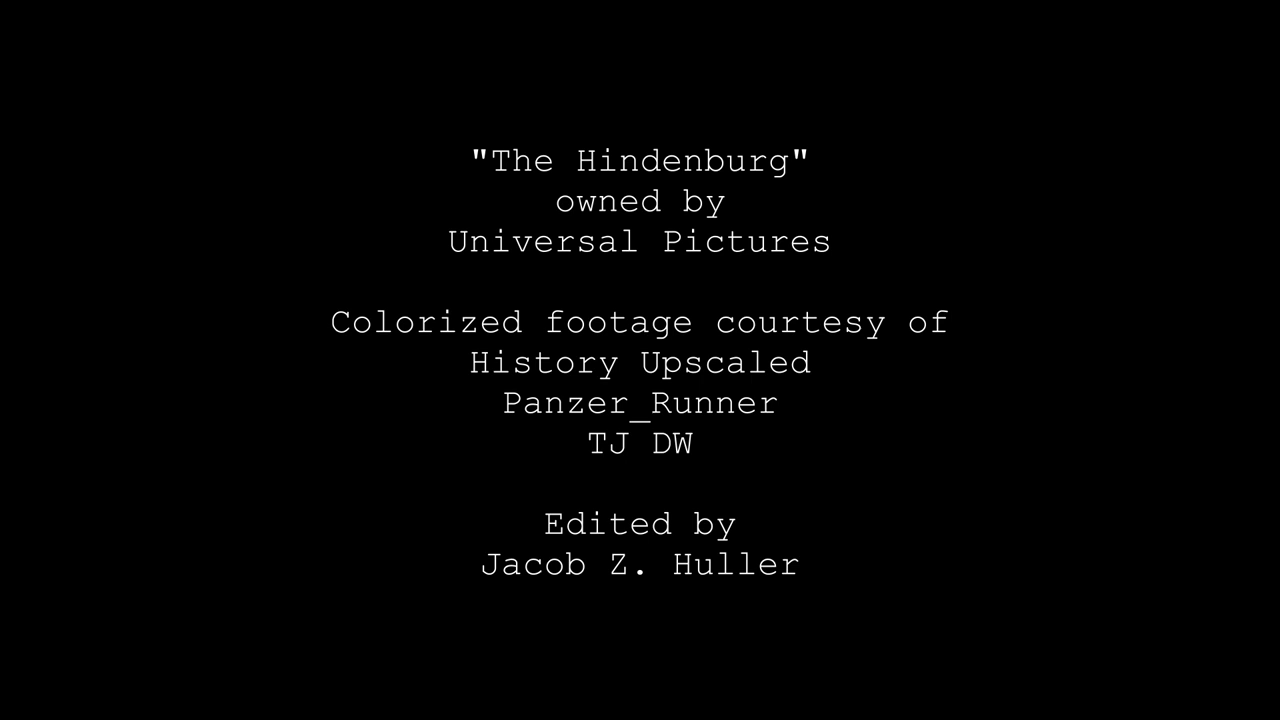 "The Hindenburg"
owned by
Universal Pictures
Colorized footage courtesy of
History Upscaled
Panzer_Runner
TJ DW
Edited by
Jacob Z. Huller